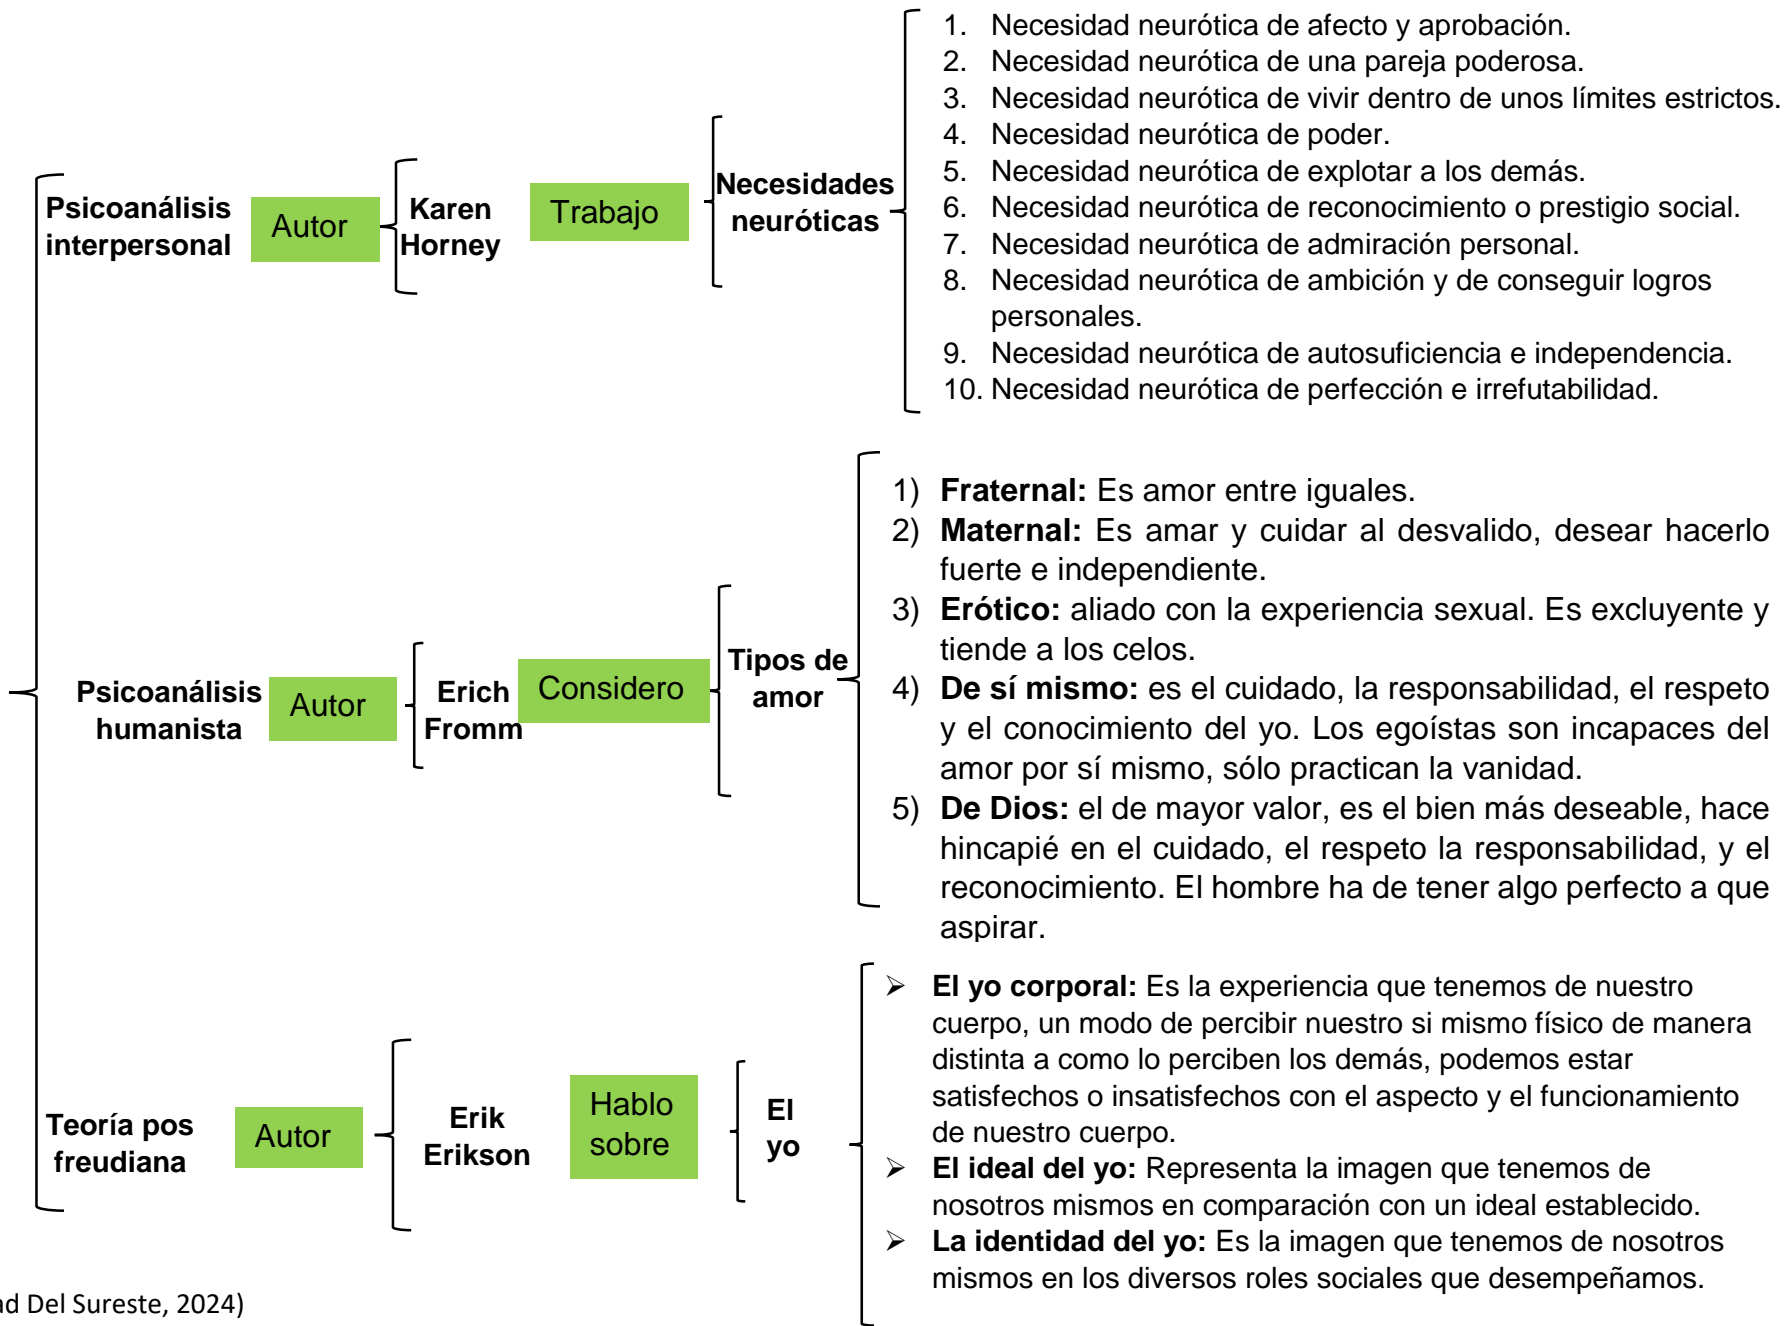 Psicoanálisis
interpersonal
Autor
Karen
Horney
Trabajo
Necesidades
neuróticas
1. Necesidad neurótica de afecto y aprobación.
2. Necesidad neurótica de una pareja poderosa.
3. Necesidad neurótica de vivir dentro de unos límites estrictos.
4. Necesidad neurótica de poder.
5. Necesidad neurótica de explotar a los demás.
6. Necesidad neurótica de reconocimiento o prestigio social.
7. Necesidad neurótica de admiración personal.
8. Necesidad neurótica de ambición y de conseguir logros
personales.
9. Necesidad neurótica de autosuficiencia e independencia.
10. Necesidad neurótica de perfección e irrefutabilidad.
Psicoanálisis
humanista
Autor
Erich
Fromm
Considero
Tipos de
amor
1) Fraternal: Es amor entre iguales.
2) Maternal: Es amar y cuidar al desvalido, desear hacerlo
fuerte e independiente.
3) Erótico: aliado con la experiencia sexual. Es excluyente y
tiende a los celos.
4) De sí mismo: es el cuidado, la responsabilidad, el respeto
y el conocimiento del yo. Los egoístas son incapaces del
amor por sí mismo, sólo practican la vanidad.
5) De Dios: el de mayor valor, es el bien más deseable, hace
hincapié en el cuidado, el respeto la responsabilidad, y el
reconocimiento. El hombre ha de tener algo perfecto a que
aspirar.
Teoría pos
freudiana
Autor
Erik
Erikson
Hablo
sobre
El
yo
➢ El yo corporal: Es la experiencia que tenemos de nuestro
cuerpo, un modo de percibir nuestro si mismo físico de manera
distinta a como lo perciben los demás, podemos estar
satisfechos o insatisfechos con el aspecto y el funcionamiento
de nuestro cuerpo.
➢ El ideal del yo: Representa la imagen que tenemos de
nosotros mismos en comparación con un ideal establecido.
➢ La identidad del yo: Es la imagen que tenemos de nosotros
mismos en los diversos roles sociales que desempeñamos.
ad Del Sureste, 2024)